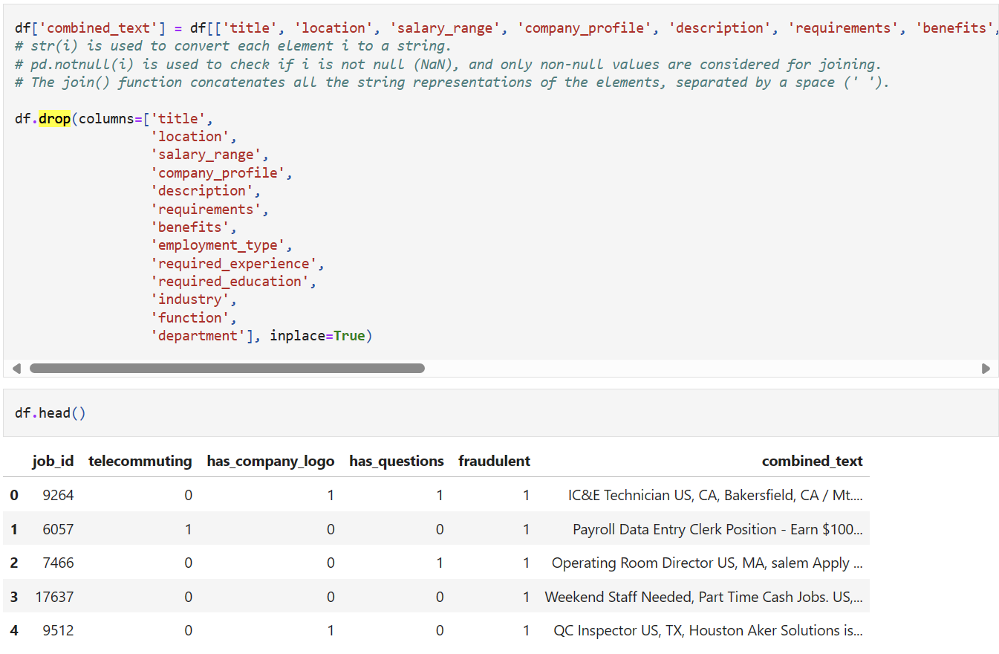 df['combined_text'] = df[['title', 'location', 'salary_range', 'company_profile', 'description', 'requirements', 'benefits',
# str(i) is used to convert each element i to a string.
# pd.notnull(i) is used to check if i is not null (NaN), and only non-null values are considered for joining.
# The join() function concatenates all the string representations of the elements, separated by a space (' ').
df.drop(columns=['title',
'location',
'salary_range',
'company_profile',
'description',
'requirements',
'benefits',
'employment_type',
'required_experience',
'required_education',
'industry',
'function',
'department'], inplace=True)
df.head()
job_id telecommuting has_company_logo has_questions fraudulent combined_text
0 9264 0 1 1 1 IC&E Technician US, CA, Bakersfield, CA / Mt....
1 6057 1 0 0 1 Payroll Data Entry Clerk Position - Earn $100...
2 7466 0 0 1 1 Operating Room Director US, MA, salem Apply ...
3 17637 0 0 0 1 Weekend Staff Needed, Part Time Cash Jobs. US,...
4 9512 0 1 0 1 QC Inspector US, TX, Houston Aker Solutions is...